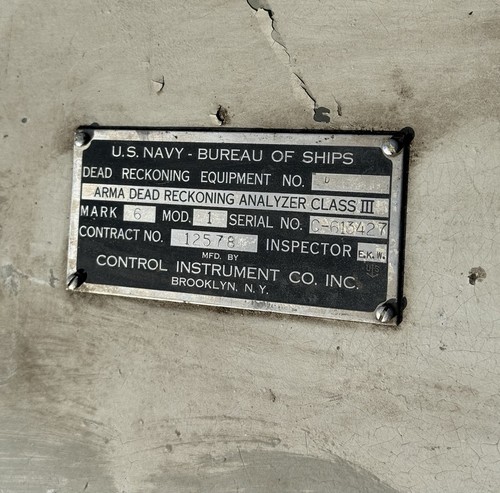 U.S. NAVY - BUREAU OF SHIPS
DEAD RECKONING EQUIPMENT NO.
ARMA DEAD RECKONING ANALYZER CLASS III
MARK 6 MOD. 1 SERIAL NO. C-613427
CONTRACT NO. 12578 INSPECTOR E.K.W.
MFD. BY
CONTROL INSTRUMENT CO. INC.
BROOKLYN, N.Y.